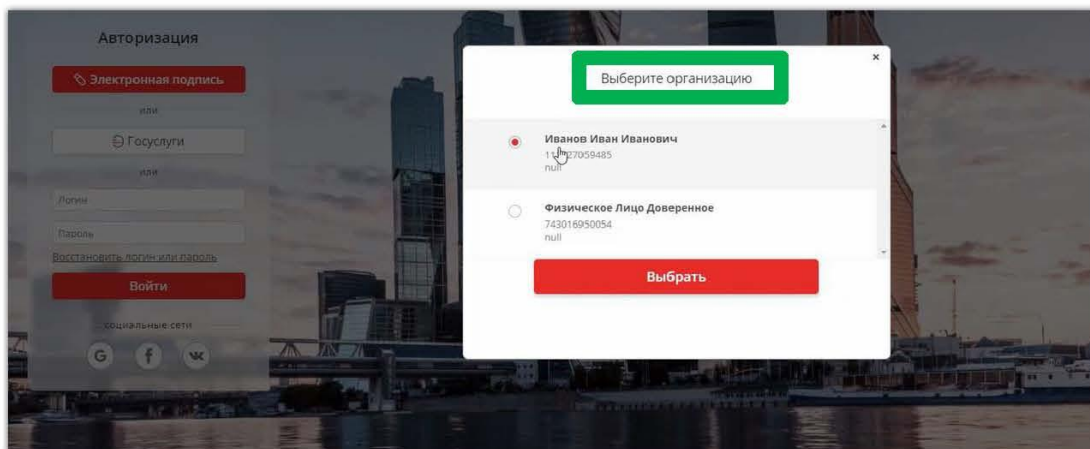 Авторизация
Электронная подпись
или
Госуслуги
или
Логин
Пароль
Восстановить логин или пароль
Войти
социальные сети
G f
Выберите организацию
×
Иванов Иван Иванович
27059485
null
Физическое Лицо Доверенное
743016950054
null
Выбрать